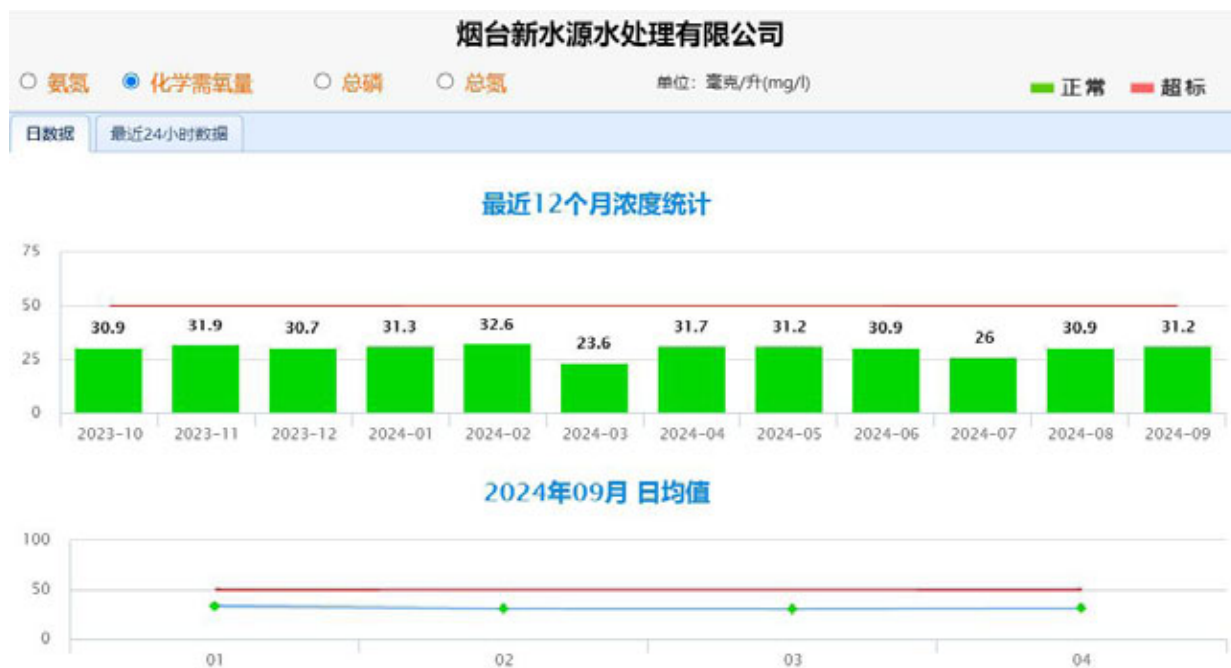 烟台新水源水处理有限公司
氨氮 化学需氧量 总磷 总氮 单位：毫克/升(mg/l) 正常 超标
日数据 最近24小时数据
最近12个月浓度统计
75
50
30.9 31.9 30.7 31.3 32.6 23.6 31.7 31.2 30.9 26 30.9 31.2
25
0
2023-10 2023-11 2023-12 2024-01 2024-02 2024-03 2024-04 2024-05 2024-06 2024-07 2024-08 2024-09
2024年09月 日均值
100
50
0
01 02 03 04